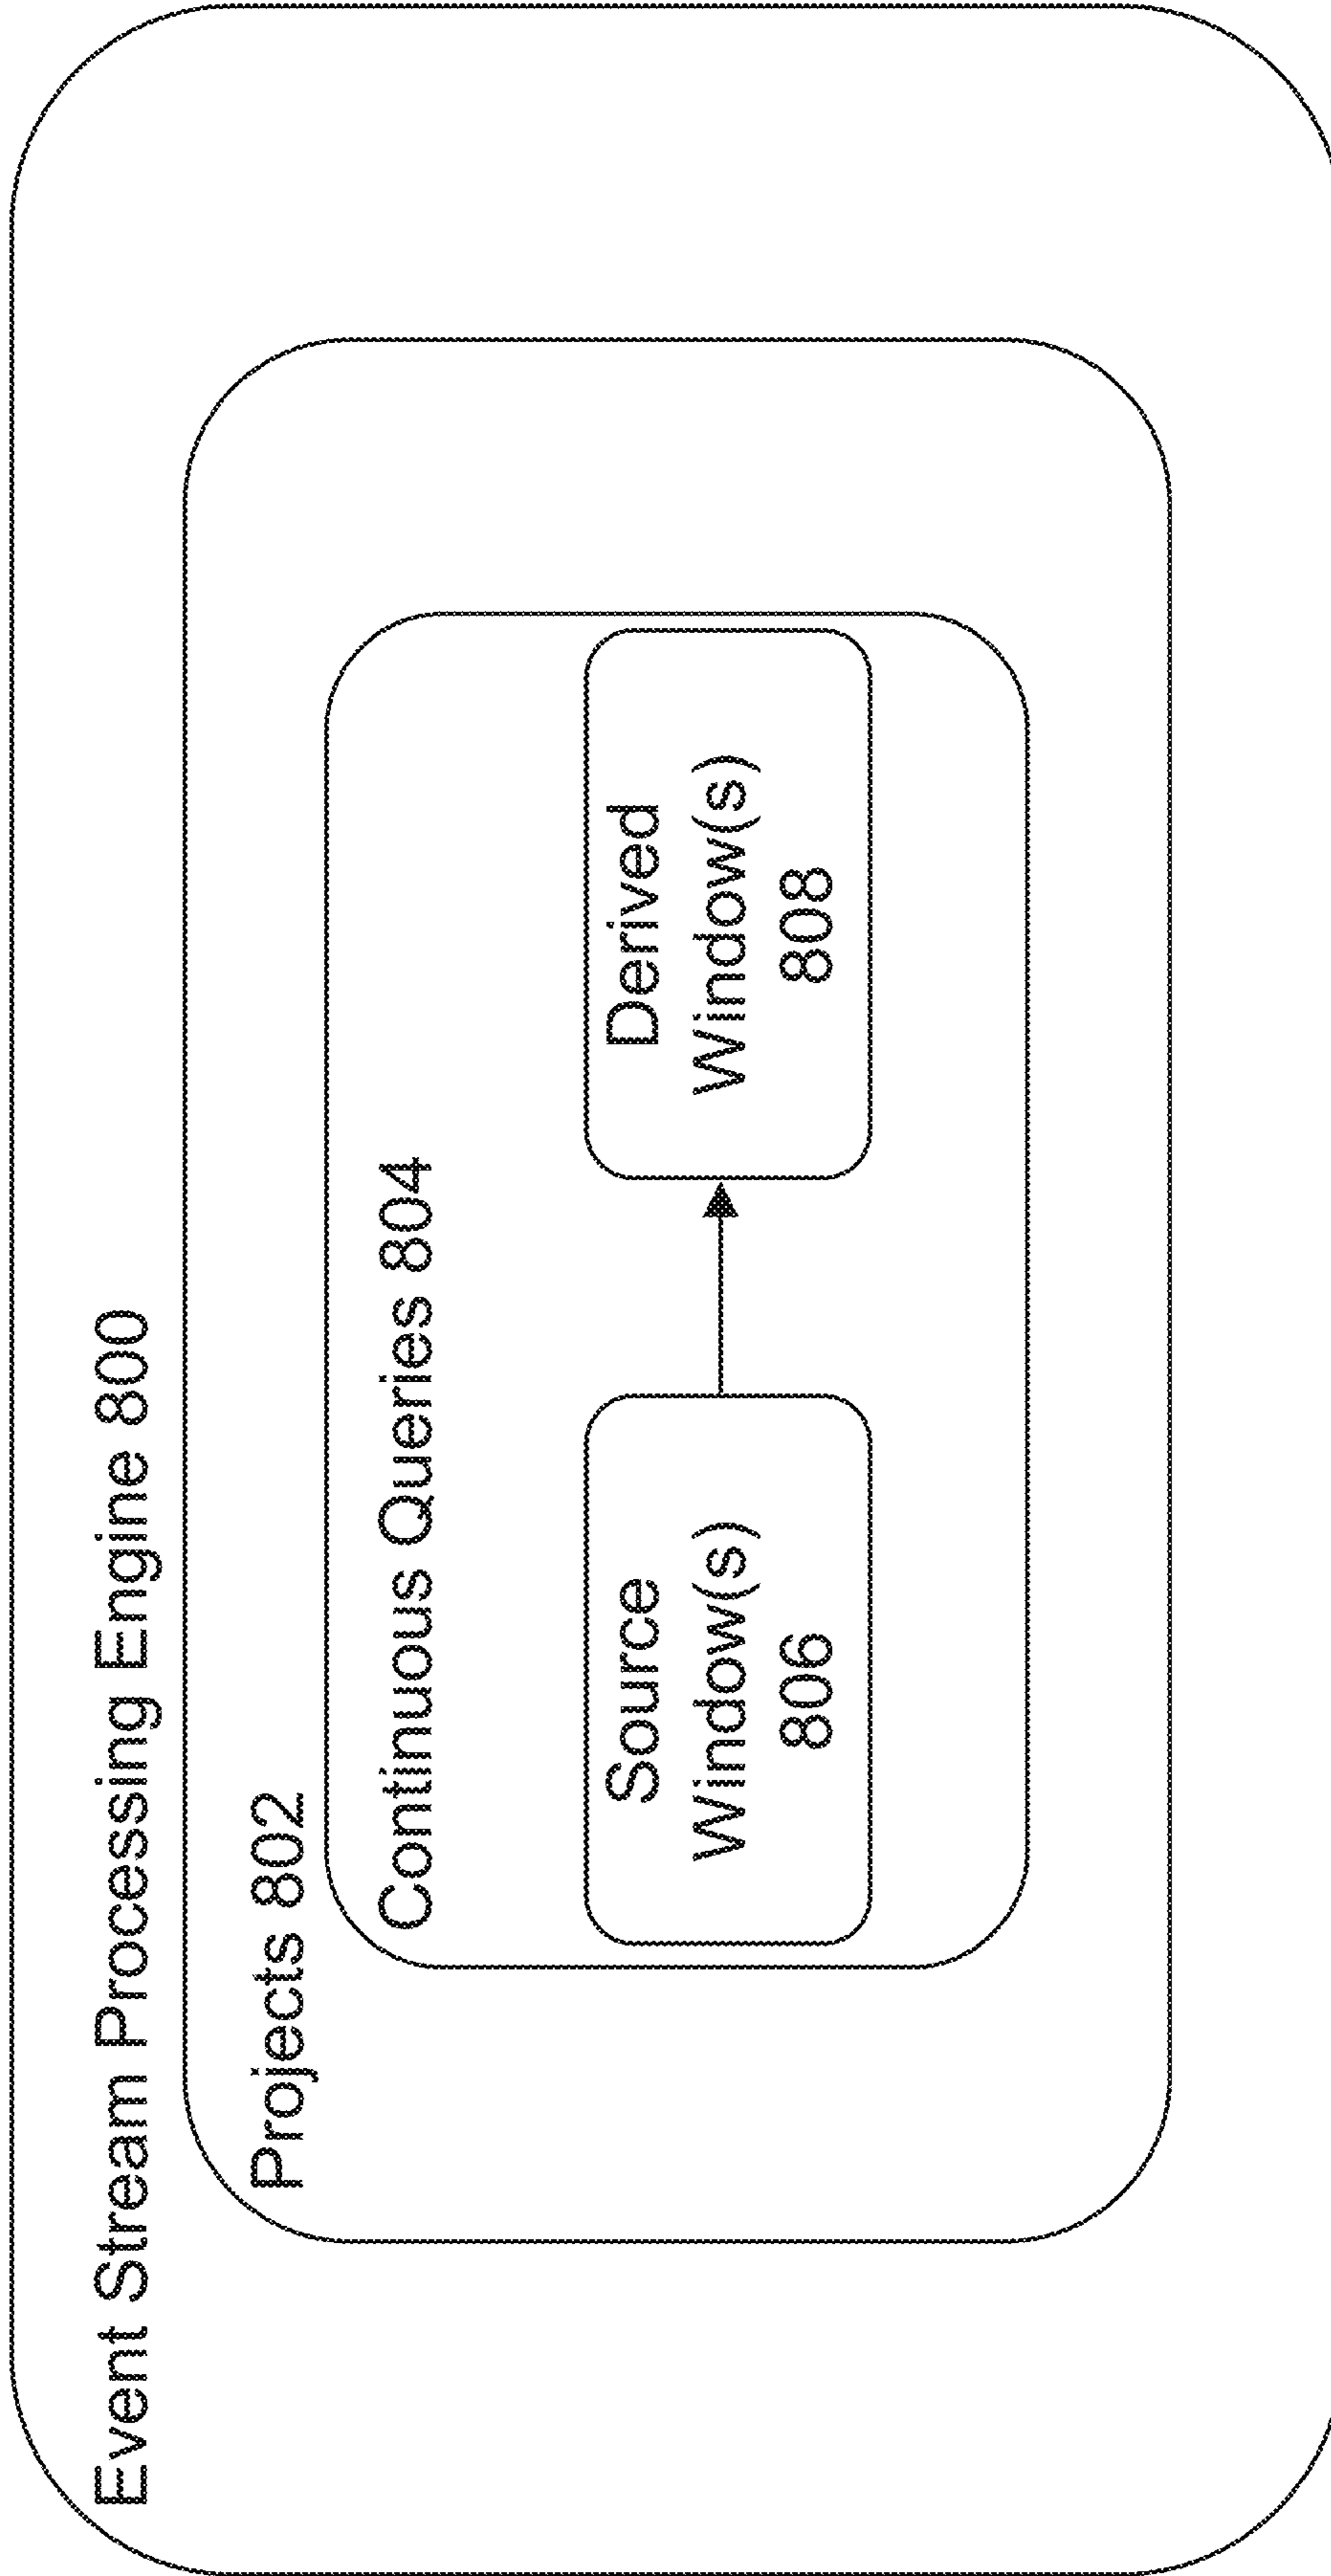 Event Stream Processing Engine 800
Projects 802
Continuous Queries 804
Source
Window(s)
806
Derived
Window(s)
808